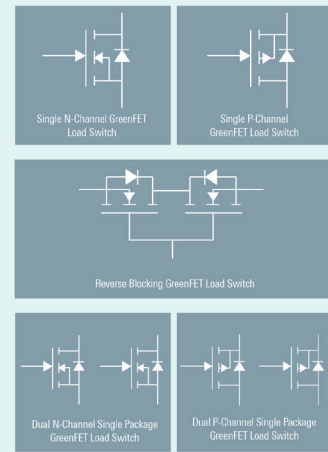 Single N-Channel GreenFET
Load Switch
Single P-Channel
GreenFET Load Switch
Reverse Blocking GreenFET Load Switch
Dual N-Channel Single Package
GreenFET Load Switch
Dual P-Channel Single Package
GreenFET Load Switch